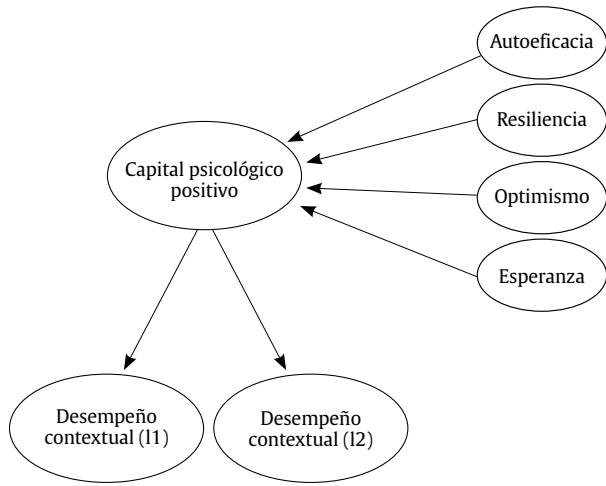 Autoeficacia
Resiliencia
Capital psicológico
positivo
Optimismo
Esperanza
Desempeño
contextual (l1)
Desempeño
contextual (l2)